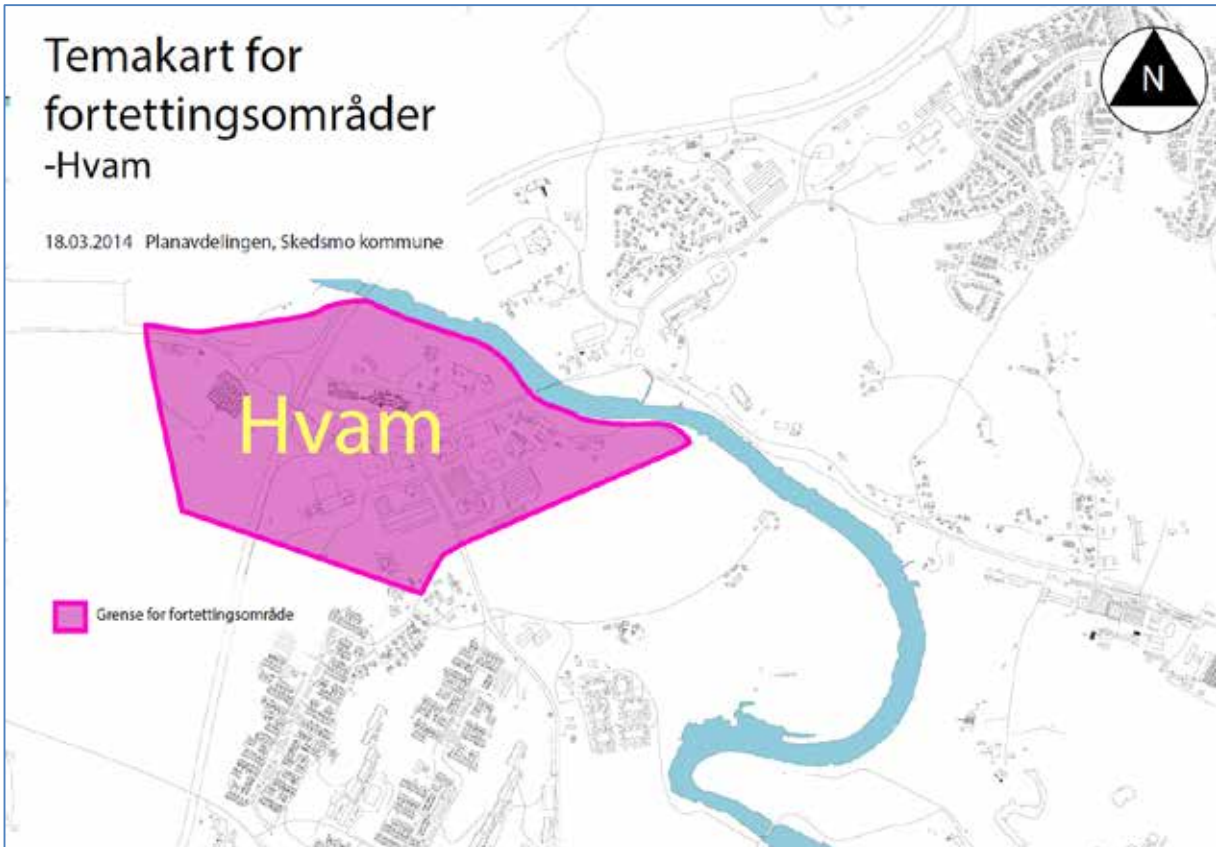 Temakart for
fortettingsområder
-Hvam
18.03.2014 Planavdelingen, Skedsmo kommune
N
Hvam
Grense for fortettingsområde